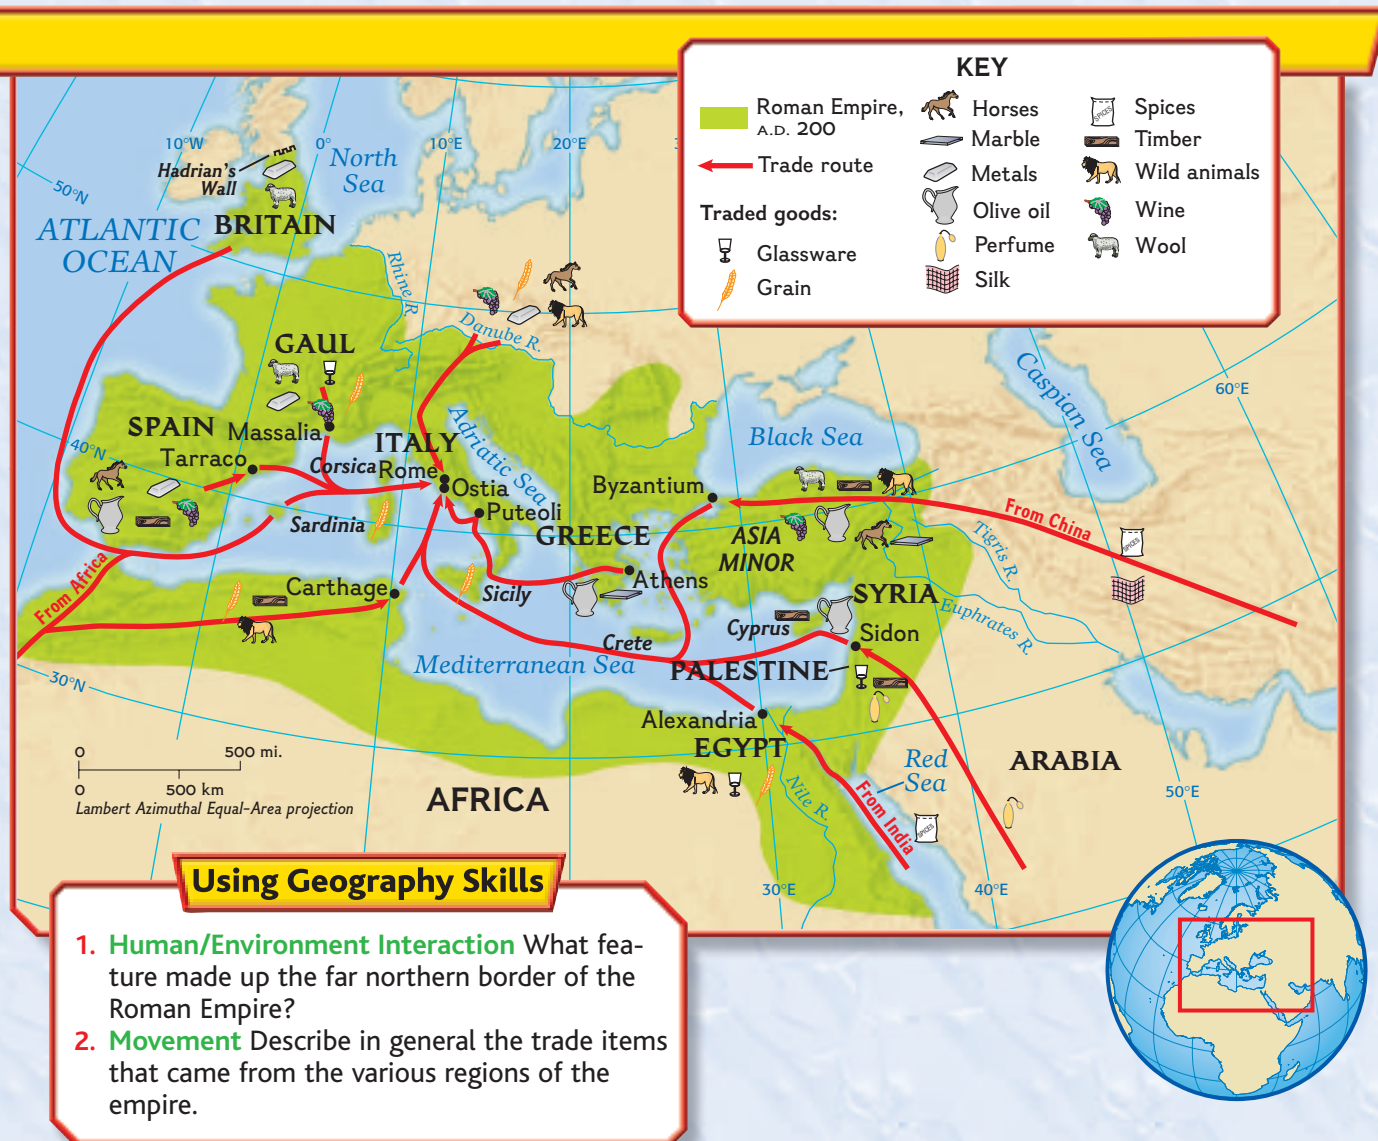 KEY
Roman Empire,
A.D. 200
Trade route
Traded goods:
Glassware
Grain
Horses
Marble
Metals
Olive oil
Perfume
Silk
Spices
Timber
Wild animals
Wine
Wool
SPICES
10°W
0°
10°E
20°E
50°N
North
Sea
Hadrian's
Wall
ATLANTIC
OCEAN
BRITAIN
Rhine R.
Danube R.
GAUL
Caspian Sea
60°E
SPAIN
Massalia
ITALY
Adriatic Sea
Black Sea
40°N
Tarraco
Corsica
Rome
Ostia
Byzantium
Puteoli
Sardinia
GREECE
ASIA
MINOR
From China
SPICES
Tigris R.
From Africa
Carthage
Sicily
Athens
SYRIA
Euphrates R.
Cyprus
Sidon
Crete
Mediterranean Sea
PALESTINE
30°N
Alexandria
EGYPT
Red
Sea
ARABIA
0
500 mi.
0
500 km
Lambert Azimuthal Equal-Area projection
AFRICA
Nile R.
From India
SPICES
50°E
30°E
40°E
Using Geography Skills
1. Human/Environment Interaction What fea-
ture made up the far northern border of the
Roman Empire?
2. Movement Describe in general the trade items
that came from the various regions of the
empire.